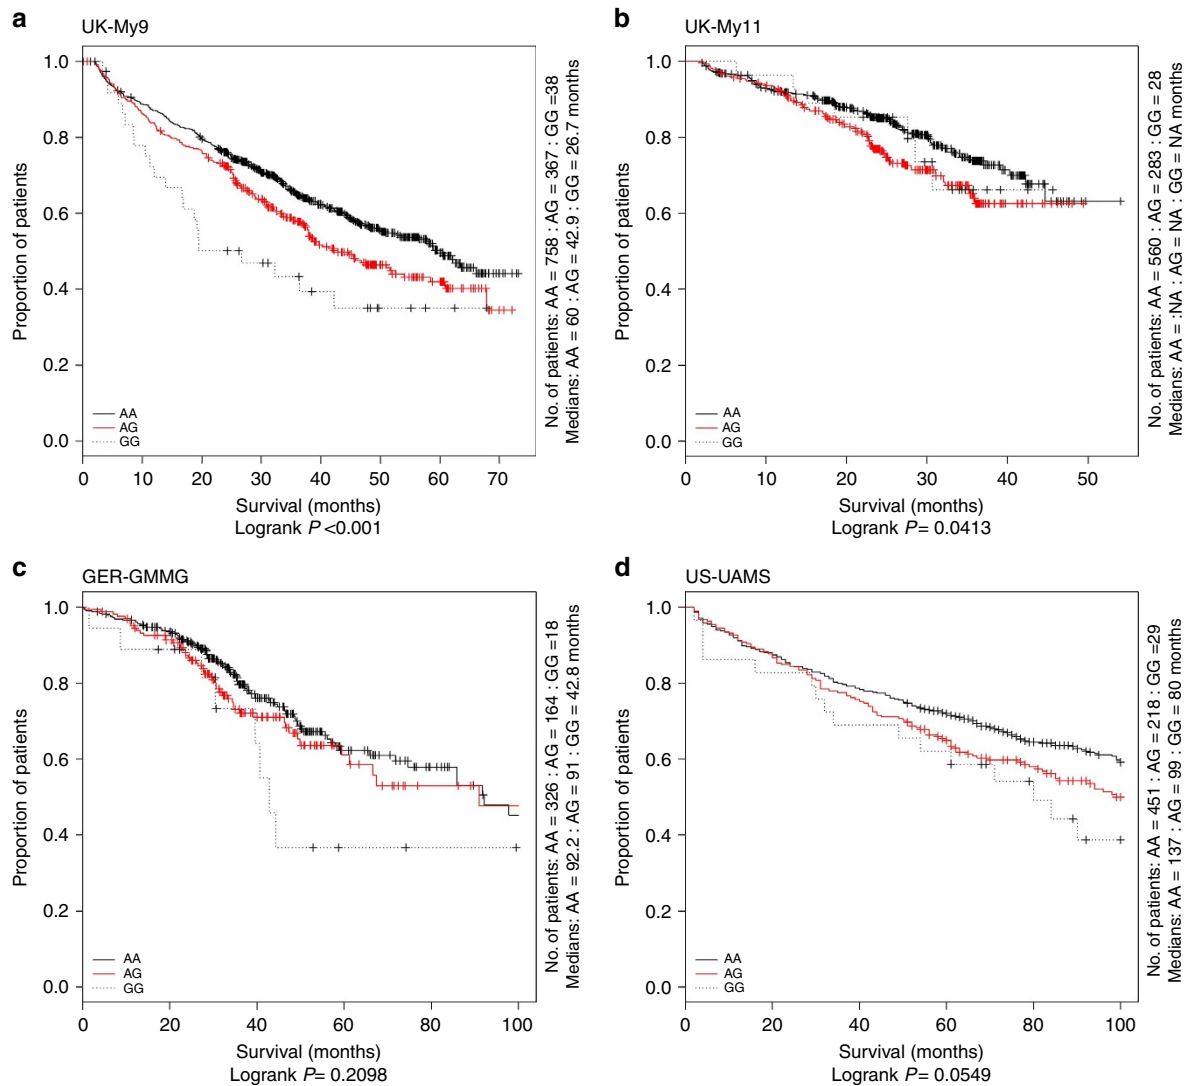 a
UK-My9
Proportion of patients
1.0
0.8
0.6
0.4
0.2
0.0
AA
AG
GG
0 10 20 30 40 50 60 70
Survival (months)
Logrank P <0.001
No. of patients: AA = 758 : AG = 367 : GG =38
Medians: AA = 60 : AG = 42.9 : GG = 26.7 months
b
UK-My11
Proportion of patients
1.0
0.8
0.6
0.4
0.2
0.0
AA
AG
GG
0 10 20 30 40 50
Survival (months)
Logrank P= 0.0413
No. of patients: AA = 560 : AG = 283 : GG = 28
Medians: AA = :NA : AG = NA : GG = NA months
c
GER-GMMG
Proportion of patients
1.0
0.8
0.6
0.4
0.2
0.0
AA
AG
GG
0 20 40 60 80 100
Survival (months)
Logrank P= 0.2098
No. of patients: AA = 326 : AG = 164 : GG =18
Medians: AA = 92.2 : AG = 91 : GG = 42.8 months
d
US-UAMS
Proportion of patients
1.0
0.8
0.6
0.4
0.2
0.0
AA
AG
GG
0 20 40 60 80 100
Survival (months)
Logrank P= 0.0549
No. of patients: AA = 451 : AG = 218 : GG =29
Medians: AA = 137 : AG = 99 : GG = 80 months